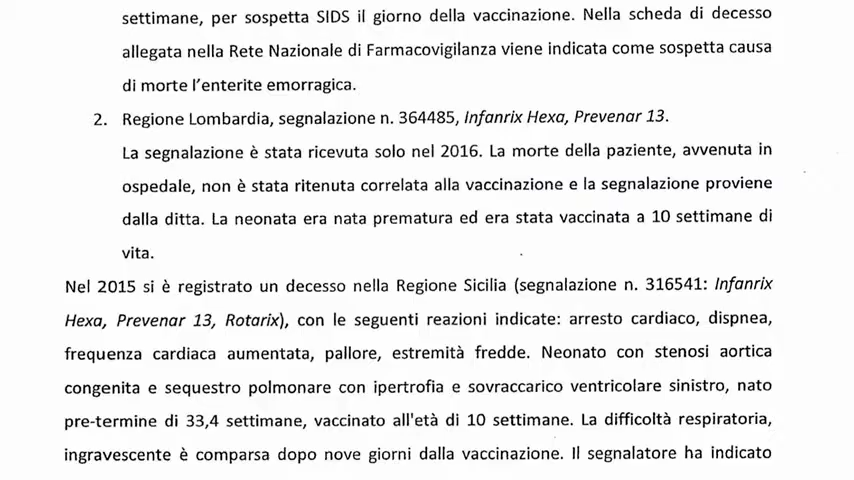 settimane, per sospetta SIDS il giorno della vaccinazione. Nella scheda di decesso
allegata nella Rete Nazionale di Farmacovigilanza viene indicata come sospetta causa
di morte l'enterite emorragica.
2. Regione Lombardia, segnalazione n. 364485, Infanrix Hexa, Prevenar 13.
La segnalazione è stata ricevuta solo nel 2016. La morte della paziente, avvenuta in
ospedale, non è stata ritenuta correlata alla vaccinazione e la segnalazione proviene
dalla ditta. La neonata era nata prematura ed era stata vaccinata a 10 settimane di
vita.
Nel 2015 si è registrato un decesso nella Regione Sicilia (segnalazione n. 316541: Infanrix
Hexa, Prevenar 13, Rotarix), con le seguenti reazioni indicate: arresto cardiaco, dispnea,
frequenza cardiaca aumentata, pallore, estremità fredde. Neonato con stenosi aortica
congenita e sequestro polmonare con ipertrofia e sovraccarico ventricolare sinistro, nato
pre-termine di 33,4 settimane, vaccinato all'età di 10 settimane. La difficoltà respiratoria,
ingravescente è comparsa dopo nove giorni dalla vaccinazione. Il segnalatore ha indicato